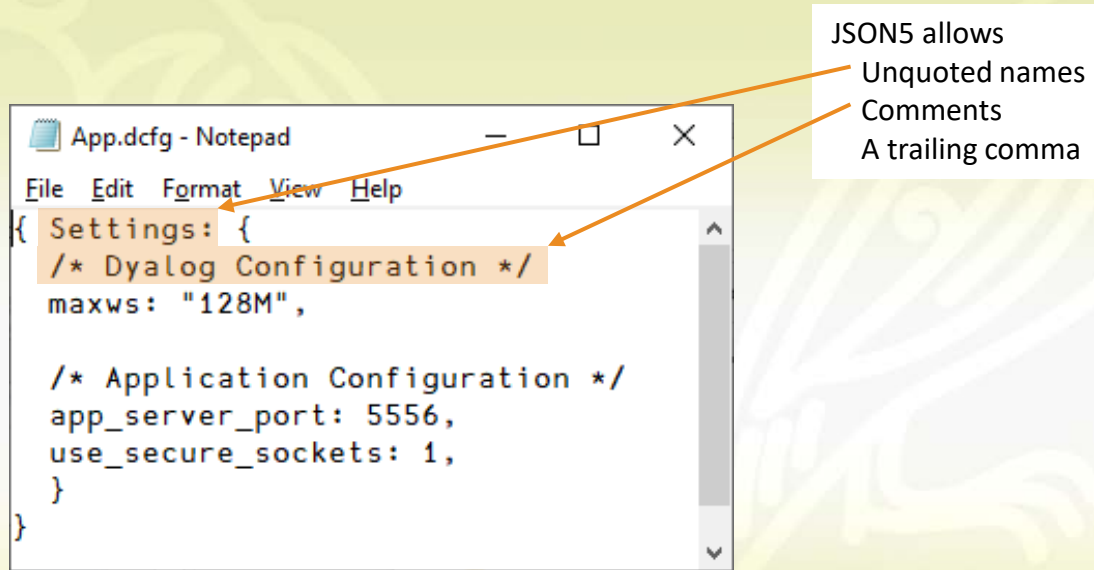 JSON5 allows
Unquoted names
Comments
A trailing comma
App.dcfg - Notepad
File Edit Format View Help
{ Settings: {
/* Dyalog Configuration */
maxws: "128M",
/* Application Configuration */
app_server_port: 5556,
use_secure_sockets: 1,
}
}